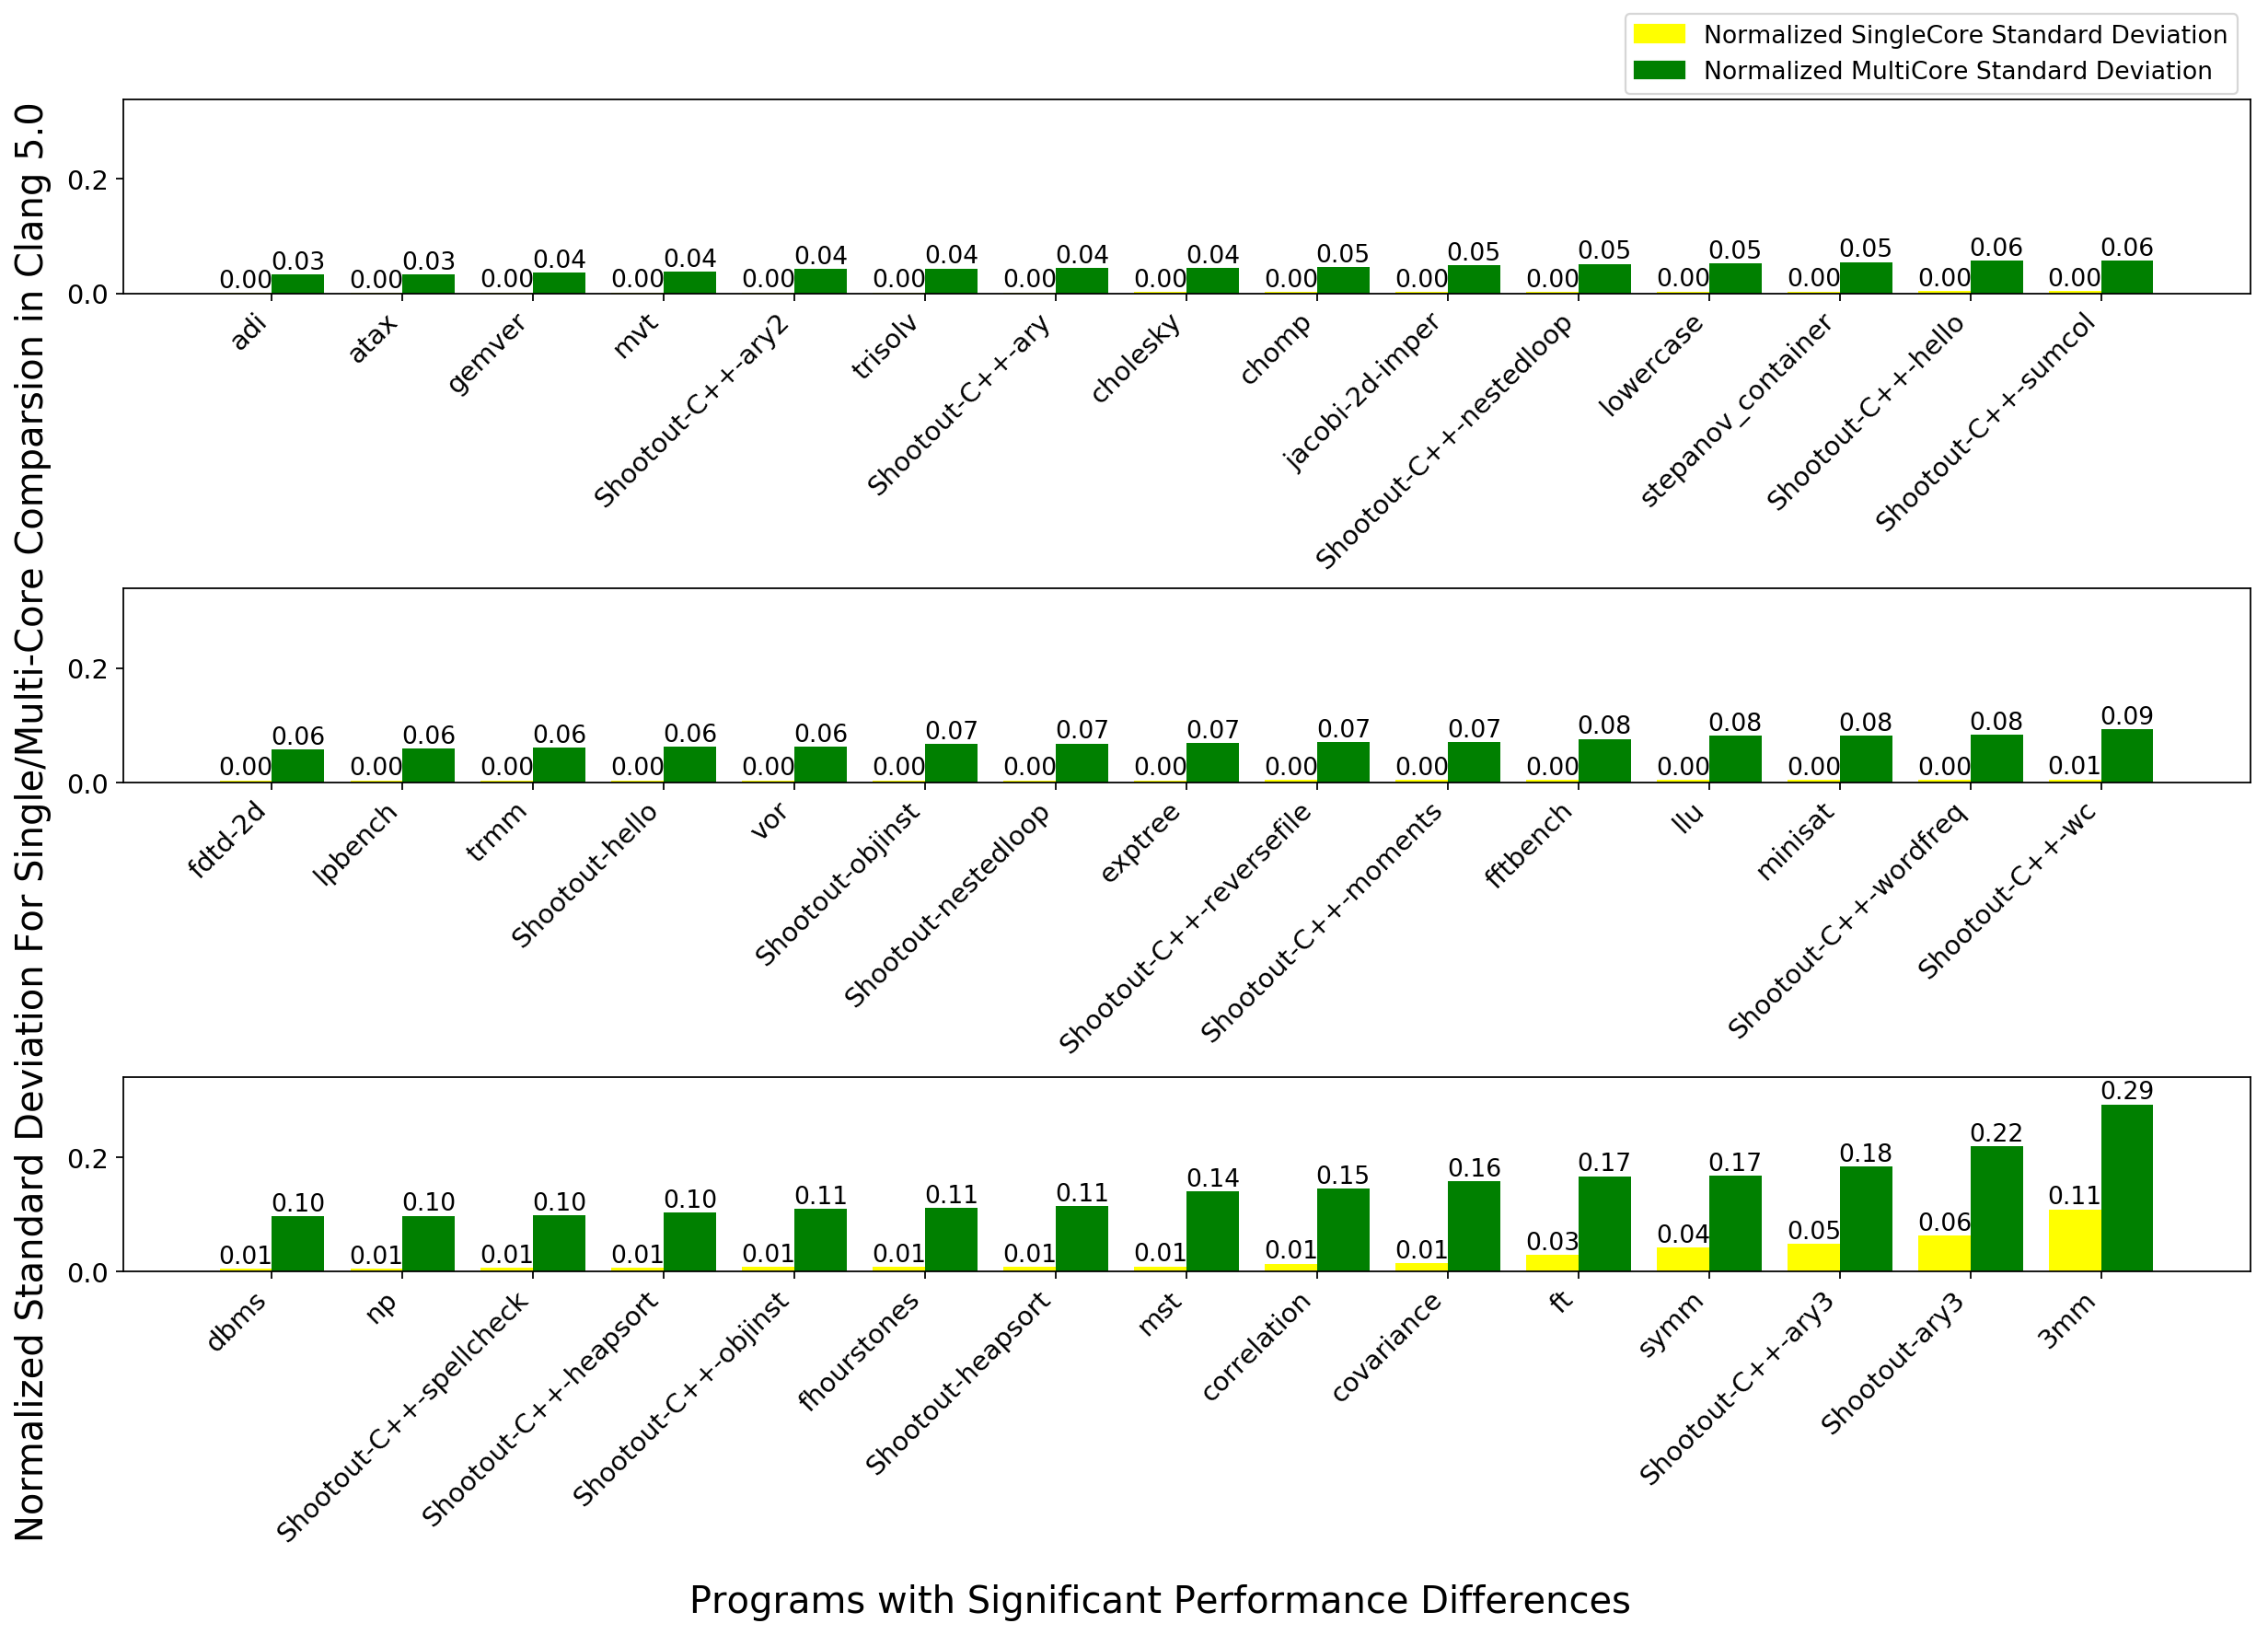 Normalized SingleCore Standard Deviation
Normalized MultiCore Standard Deviation
Normalized Standard Deviation For Single/Multi-Core Comparsion in Clang 5.0
0.2
0.0
0.00 0.03 0.00 0.03 0.00 0.04 0.00 0.04 0.00 0.04 0.00 0.04 0.00 0.04 0.00 0.04 0.00 0.05 0.00 0.05 0.00 0.05 0.00 0.05 0.00 0.05 0.00 0.06 0.00 0.06
adi
atax
gemver
mvt
Shootout-C++-ary2
trisolv
Shootout-C++-ary
cholesky
chomp
jacobi-2d-imper
Shootout-C++-nestedloop
lowercase
stepanov_container
Shootout-C++-hello
Shootout-C++-sumcol
0.2
0.0
0.00 0.06 0.00 0.06 0.00 0.06 0.00 0.06 0.00 0.06 0.00 0.07 0.00 0.07 0.00 0.07 0.00 0.07 0.00 0.07 0.00 0.08 0.00 0.08 0.00 0.08 0.00 0.08 0.01 0.09
fdtd-2d
lpbench
trmm
Shootout-hello
vor
Shootout-objinst
Shootout-nestedloop
exptree
Shootout-C++-reversefile
Shootout-C++-moments
fftbench
llu
minisat
Shootout-C++-wordfreq
Shootout-C++-wc
0.2
0.0
0.01 0.10 0.01 0.10 0.01 0.10 0.01 0.10 0.01 0.11 0.01 0.11 0.01 0.11 0.01 0.14 0.01 0.15 0.01 0.16 0.03 0.17 0.04 0.17 0.05 0.18 0.06 0.22 0.11 0.29
dbms
np
Shootout-C++-spellcheck
Shootout-C++-heapsort
Shootout-C++-objinst
fhourstones
Shootout-heapsort
mst
correlation
covariance
ft
symm
Shootout-C++-ary3
Shootout-ary3
3mm
Programs with Significant Performance Differences